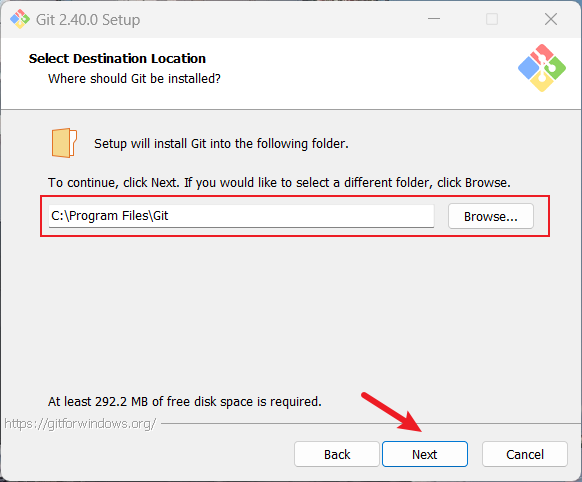 Git 2.40.0 Setup
Select Destination Location
Where should Git be installed?
Setup will install Git into the following folder.
To continue, click Next. If you would like to select a different folder, click Browse.
C:\Program Files\Git
Browse...
At least 292.2 MB of free disk space is required.
https://gitforwindows.org/
Back
Next
Cancel